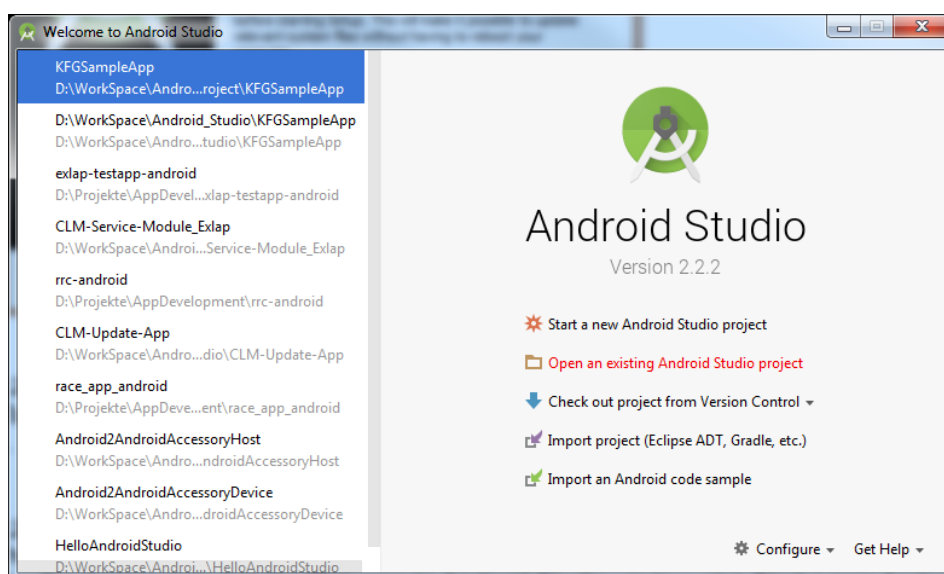 Welcome to Android Studio
KFGSampleApp
D:\WorkSpace\Andro...roject\KFGSampleApp
D:\WorkSpace\Android_Studio\KFGSampleApp
D:\WorkSpace\Andro...tudio\KFGSampleApp
exlap-testapp-android
D:\Projekte\AppDevel...xlap-testapp-android
CLM-Service-Module_Exlap
D:\WorkSpace\Androi...Service-Module_Exlap
rrc-android
D:\Projekte\AppDevelopment\rrc-android
CLM-Update-App
D:\WorkSpace\Andro...dio\CLM-Update-App
race_app_android
D:\Projekte\AppDeve...ent\race_app_android
Android2AndroidAccessoryHost
D:\WorkSpace\Andro...ndroidAccessoryHost
Android2AndroidAccessoryDevice
D:\WorkSpace\Andro...droidAccessoryDevice
HelloAndroidStudio
D:\WorkSpace\Androi...\HelloAndroidStudio
Android Studio
Version 2.2.2
Start a new Android Studio project
Open an existing Android Studio project
Check out project from Version Control
Import project (Eclipse ADT, Gradle, etc.)
Import an Android code sample
Configure
Get Help